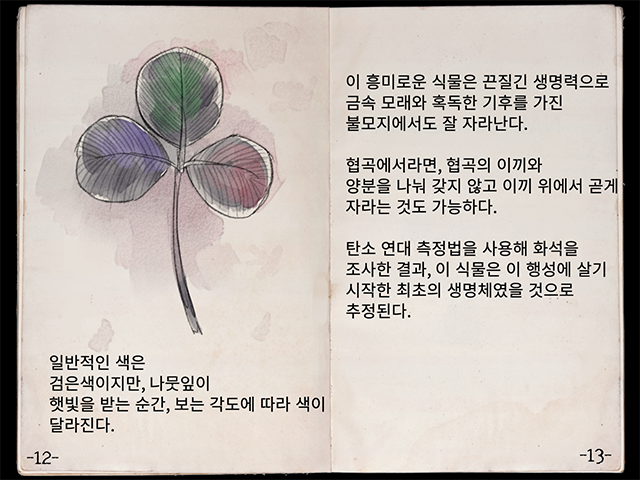 일반적인 색은
검은색이지만, 나뭇잎이
햇빛을 받는 순간, 보는 각도에 따라 색이
달라진다.
-12-
이 흥미로운 식물은 끈질긴 생명력으로
금속 모래와 혹독한 기후를 가진
불모지에서도 잘 자라난다.
협곡에서라면, 협곡의 이끼와
양분을 나눠 갖지 않고 이끼 위에서 곧게
자라는 것도 가능하다.
탄소 연대 측정법을 사용해 화석을
조사한 결과, 이 식물은 이 행성에 살기
시작한 최초의 생명체였을 것으로
추정된다.
-13-